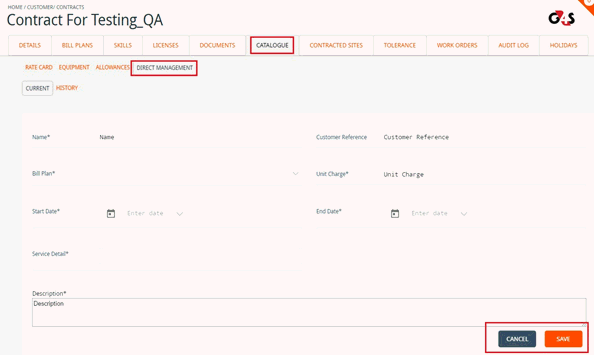 HOME / CUSTOMER/ CONTRACTS
Contract For Testing_QA
G4S
DETAILS BILL PLANS SKILLS LICENSES DOCUMENTS CATALOGUE CONTRACTED SITES TOLERANCE WORK ORDERS AUDIT LOG HOLIDAYS
RATE CARD EQUIPMENT ALLOWANCES DIRECT MANAGEMENT
CURRENT HISTORY
Name* Name Customer Reference Customer Reference
Bill Plan* Unit Charge* Unit Charge
Start Date* Enter date End Date* Enter date
Service Detail*
Description*
Description
CANCEL SAVE